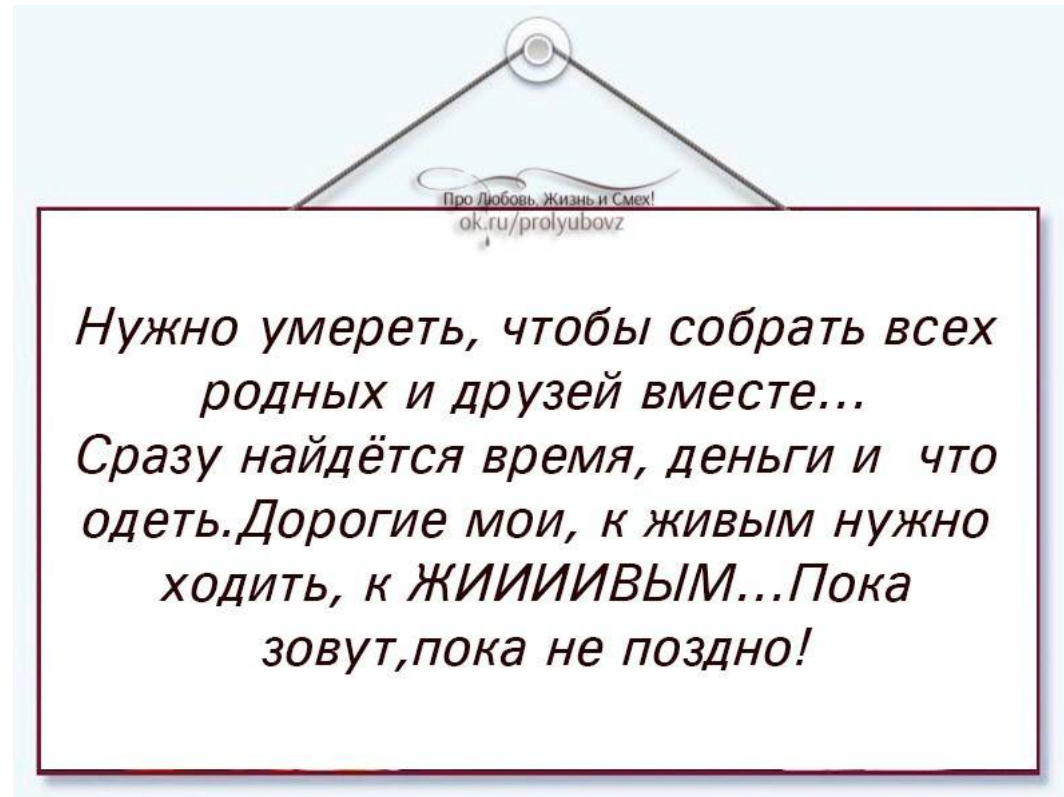 Про Любовь, Жизнь и Смех!
ok.ru/prolyubovz
Нужно умереть, чтобы собрать всех
родных и друзей вместе...
Сразу найдётся время, деньги и что
одеть.Дорогие мои, к живым нужно
ходить, к ЖИИИИВЫМ...Пока
зовут,пока не поздно!